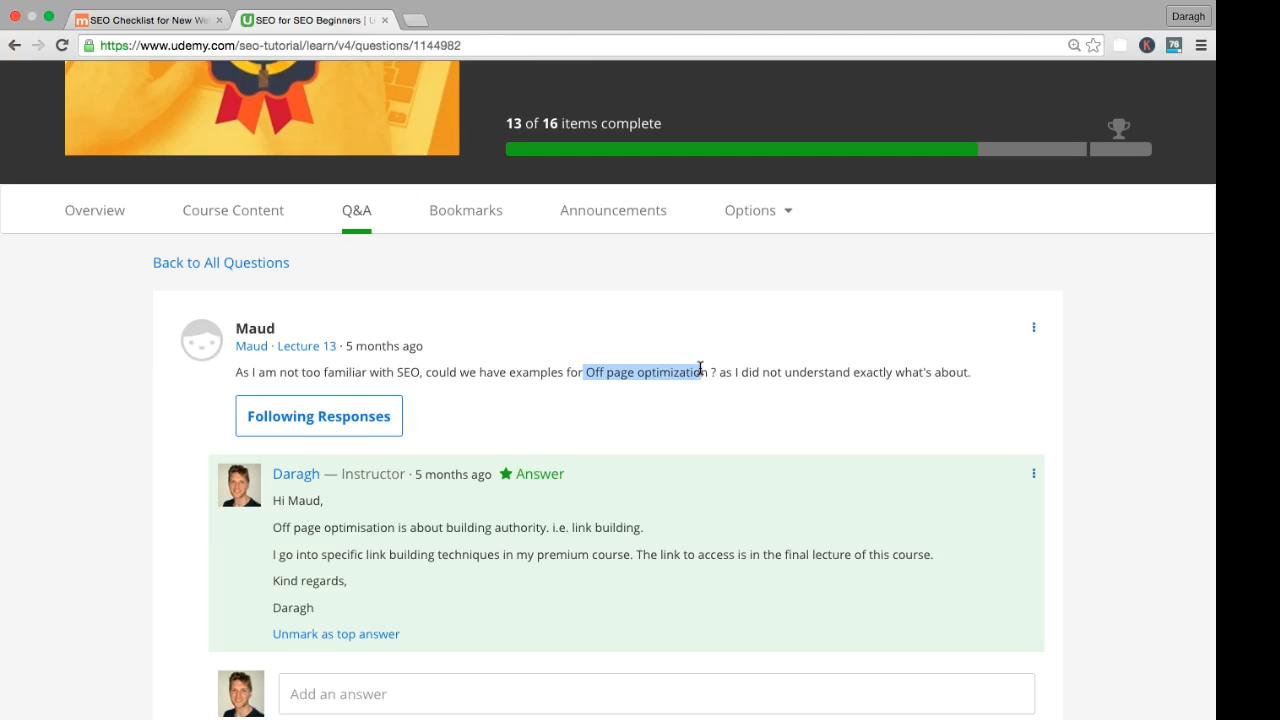 SEO Checklist for New We
SEO for SEO Beginners | U
Daragh
https://www.udemy.com/seo-tutorial/learn/v4/questions/1144982
K
76
13 of 16 items complete
Overview
Course Content
Q&A
Bookmarks
Announcements
Options
Back to All Questions
Maud
Maud · Lecture 13 · 5 months ago
As I am not too familiar with SEO, could we have examples for Off page optimization ? as I did not understand exactly what's about.
Following Responses
Daragh — Instructor · 5 months ago ★ Answer
Hi Maud,
Off page optimisation is about building authority. i.e. link building.
I go into specific link building techniques in my premium course. The link to access is in the final lecture of this course.
Kind regards,
Daragh
Unmark as top answer
Add an answer